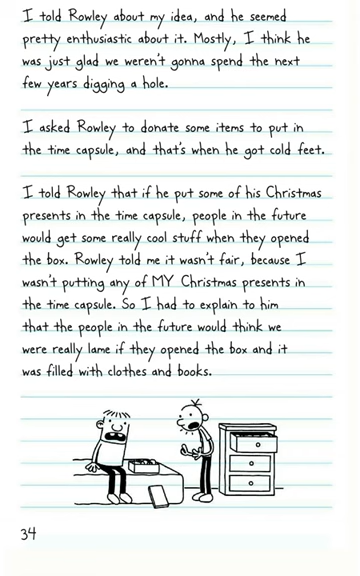 I told Rowley about my idea, and he seemed
pretty enthusiastic about it. Mostly, I think he
was just glad we weren't gonna spend the next
few years digging a hole.
I asked Rowley to donate some items to put in
the time capsule, and that's when he got cold feet.
I told Rowley that if he put some of his Christmas
presents in the time capsule, people in the future
would get some really cool stuff when they opened
the box. Rowley told me it wasn't fair, because I
wasn't putting any of MY Christmas presents in
the time capsule. So I had to explain to him
that the people in the future would think we
were really lame if they opened the box and it
was filled with clothes and books.
34